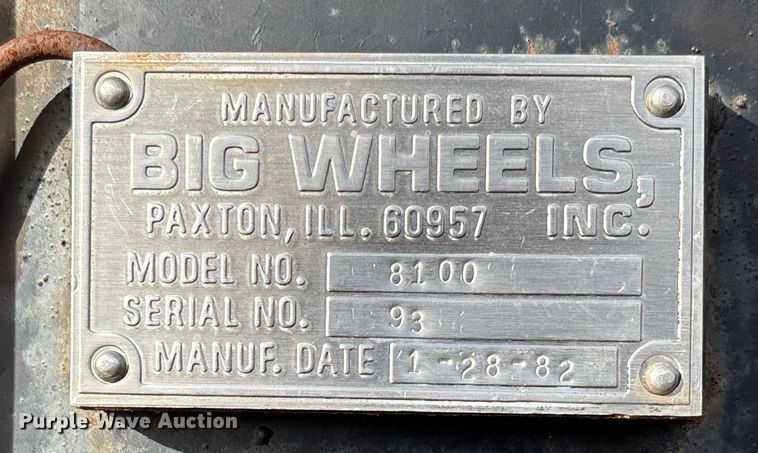 MANUFACTURED BY
BIG WHEELS,
PAXTON, ILL. 60957 INC.
MODEL NO. 8100
SERIAL NO. 93
MANUF. DATE 1-28-82
Purple Wave Auction